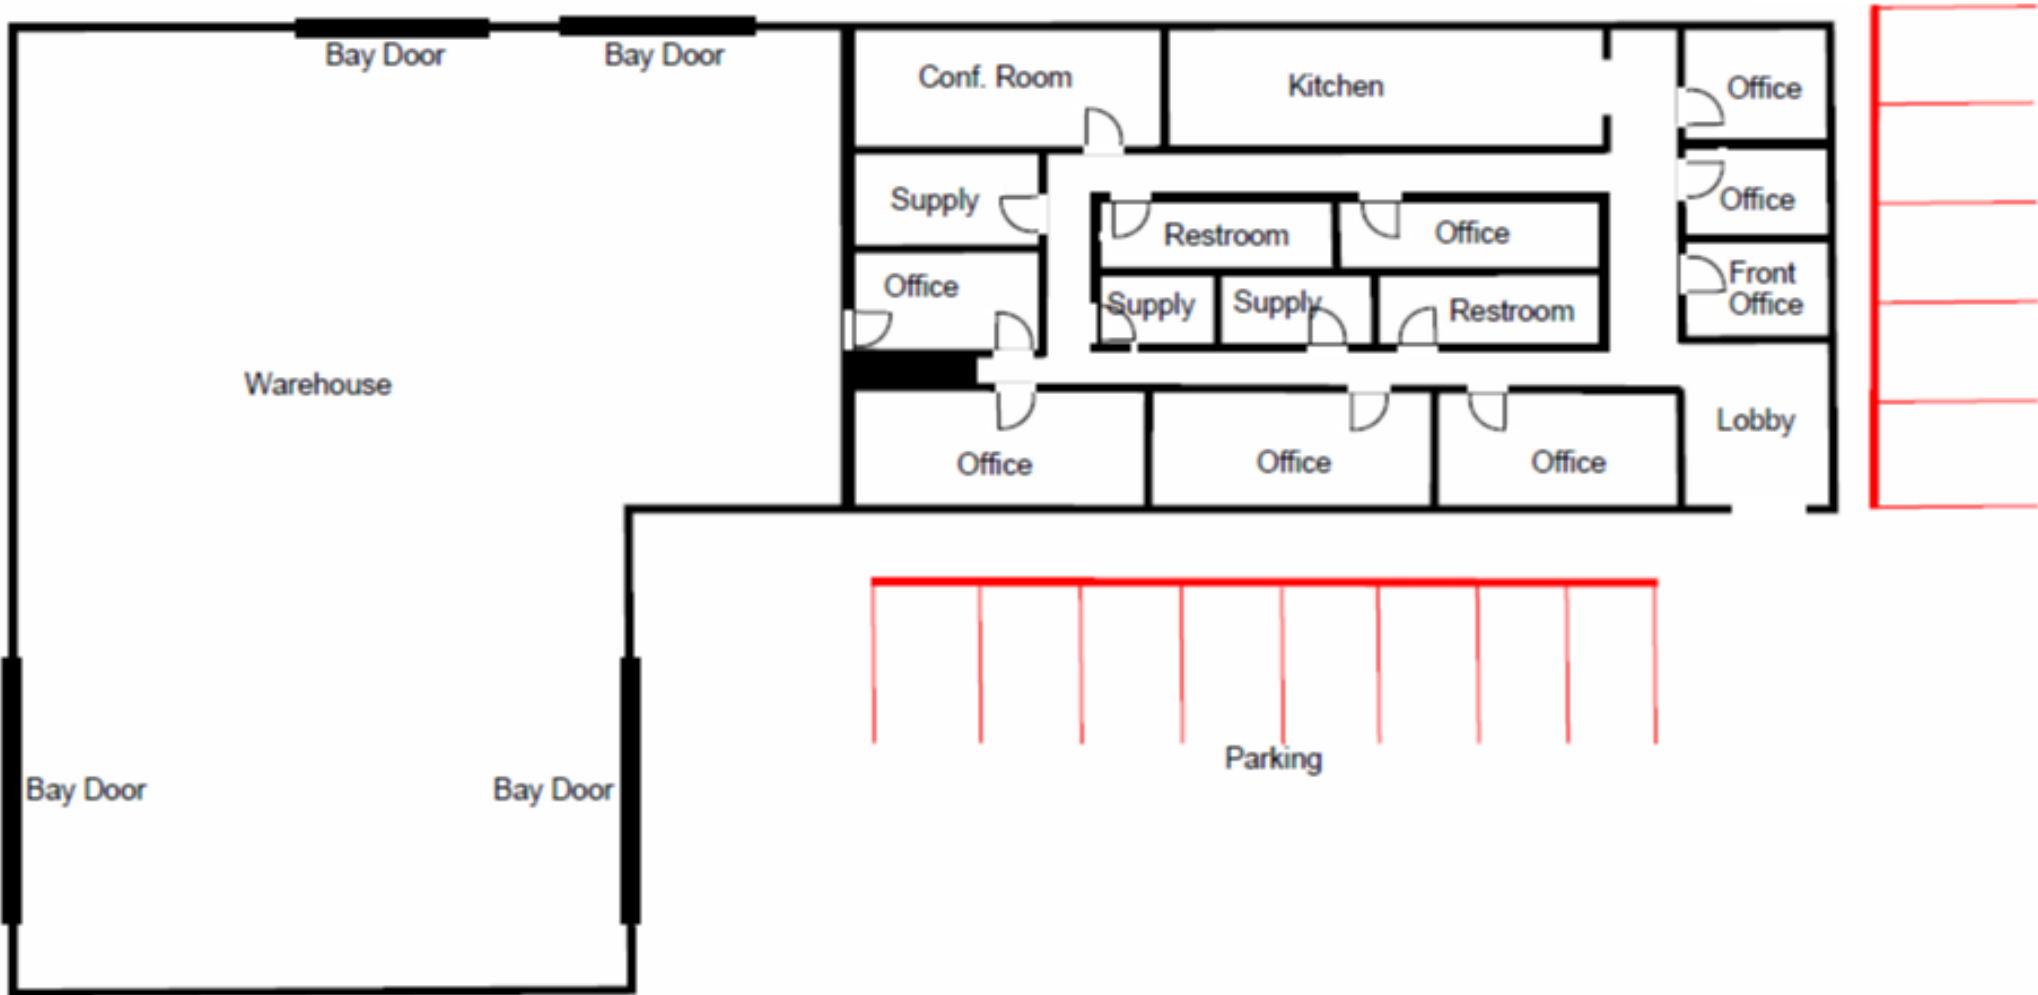 Bay Door
Bay Door
Conf. Room
Kitchen
Office
Supply
Restroom
Office
Office
Office
Supply
Supply
Restroom
Front
Office
Warehouse
Lobby
Office
Office
Office
Parking
Bay Door
Bay Door